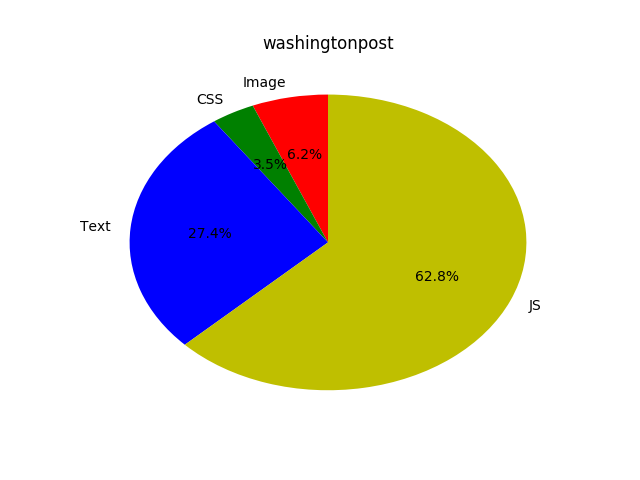 washingtonpost
Image
CSS
6.2%
3.5%
Text
27.4%
62.8%
JS